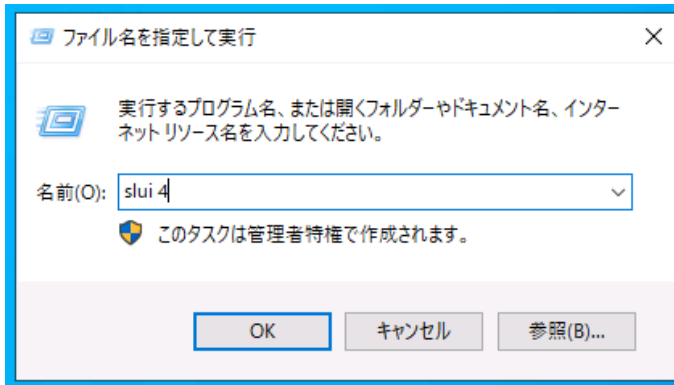 ファイル名を指定して実行
実行するプログラム名、または開くフォルダーやドキュメント名、インター
ネット リソース名を入力してください。
名前(O): slui 4
このタスクは管理者特権で作成されます。
OK キャンセル 参照(B)...